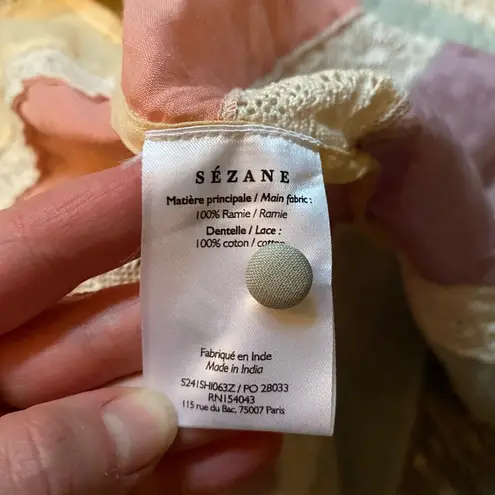 SÉZANE
Matière principale / Main fabric :
100% Ramie / Ramie
Dentelle / Lace :
100% coton / cotton
Fabriqué en Inde
Made in India
S241SHI063Z / PO 28033
RN154043
115 rue du Bac, 75007 Paris